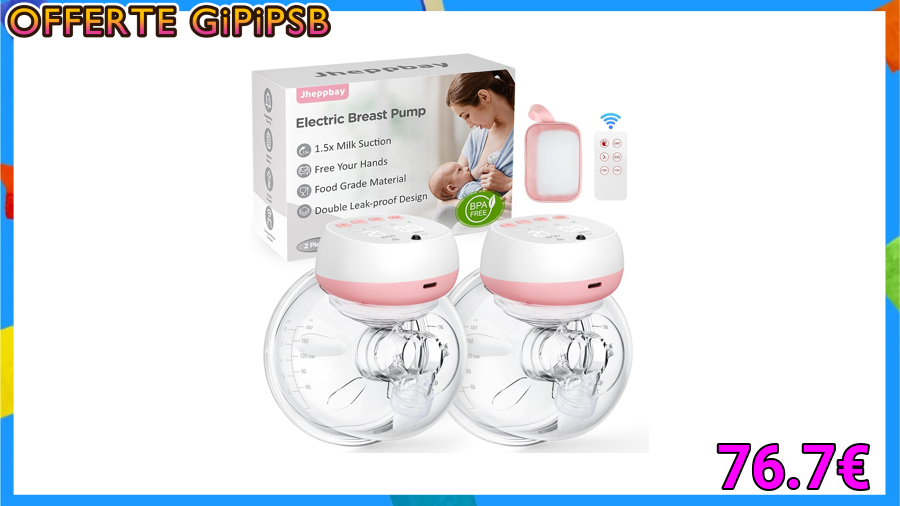 OFFERTE GiPiPSB
Jheppbay
Jheppbay
Electric Breast Pump
1.5x Milk Suction
Free Your Hands
Food Grade Material
Double Leak-proof Design
BPA
FREE
76.7€